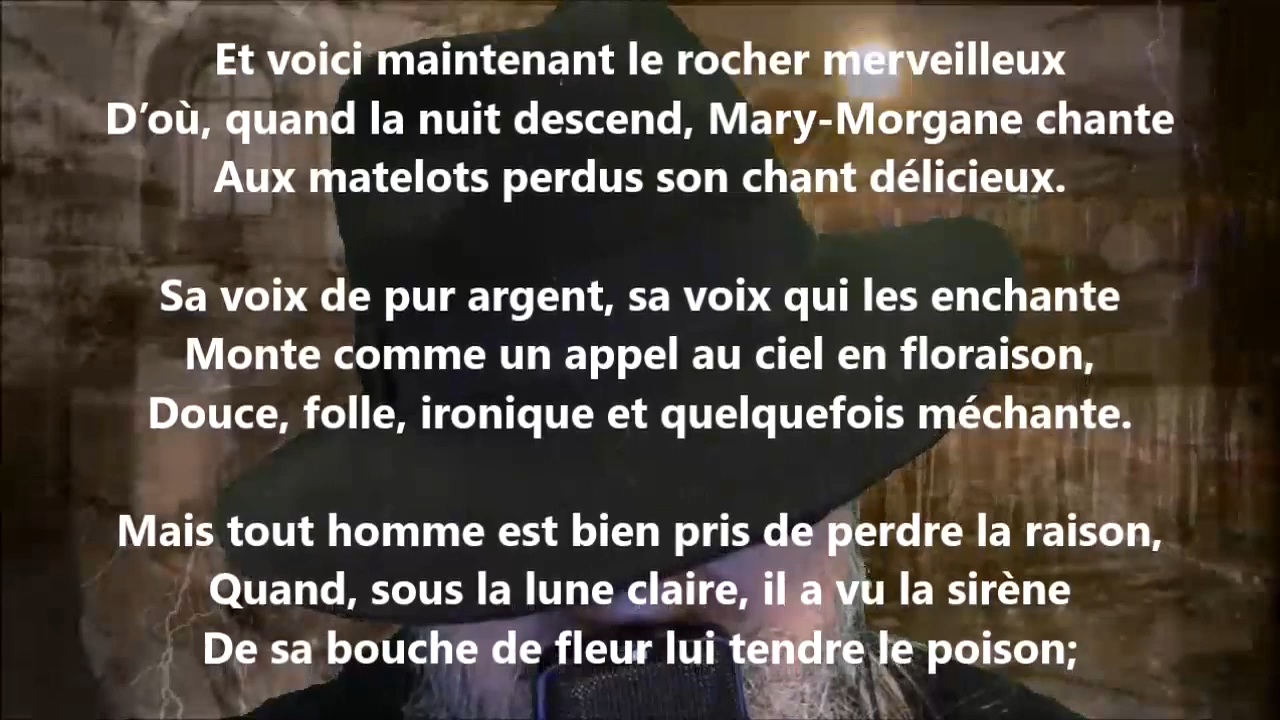 Et voici maintenant le rocher merveilleux
D’où, quand la nuit descend, Mary-Morgane chante
Aux matelots perdus son chant délicieux.
Sa voix de pur argent, sa voix qui les enchante
Monte comme un appel au ciel en floraison,
Douce, folle, ironique et quelquefois méchante.
Mais tout homme est bien pris de perdre la raison,
Quand, sous la lune claire, il a vu la sirène
De sa bouche de fleur lui tendre le poison;